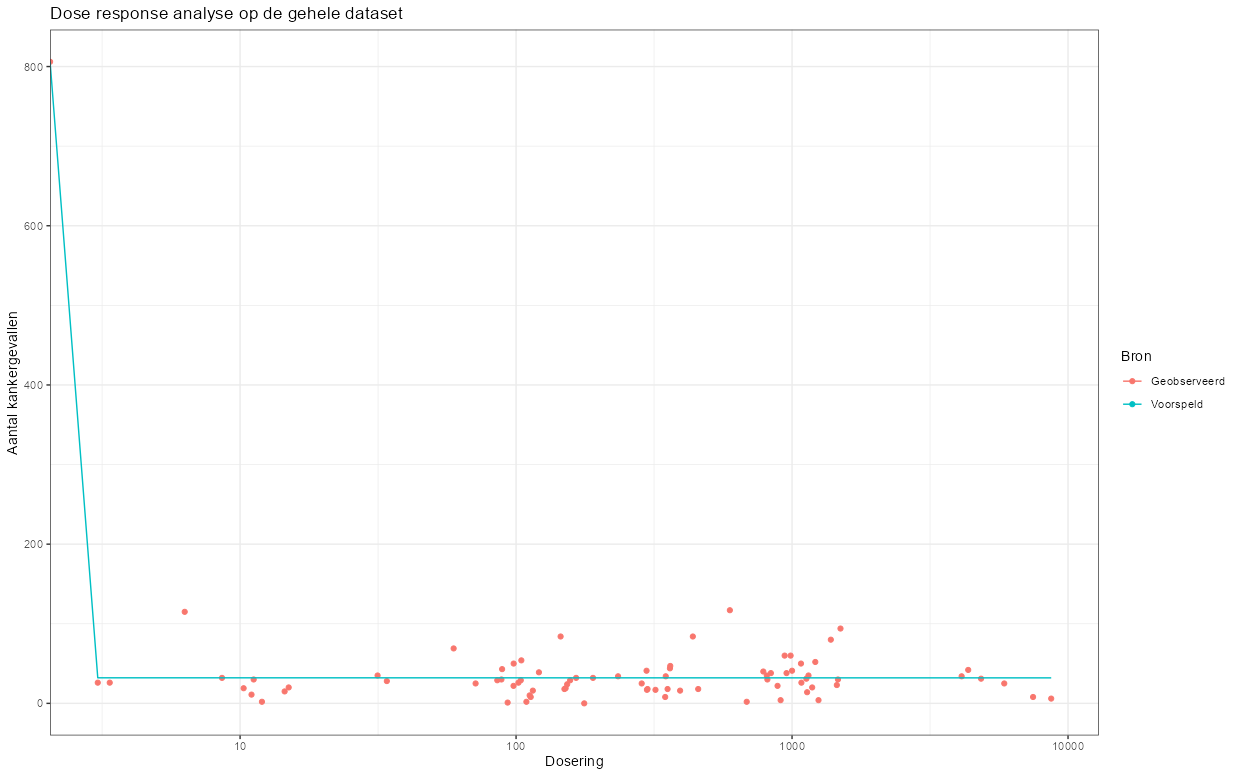 Dose response analyse op de gehele dataset
Aantal kankergevallen
800
600
400
200
0
10
100
1000
10000
Dosering
Bron
Geobserveerd
Voorspeld